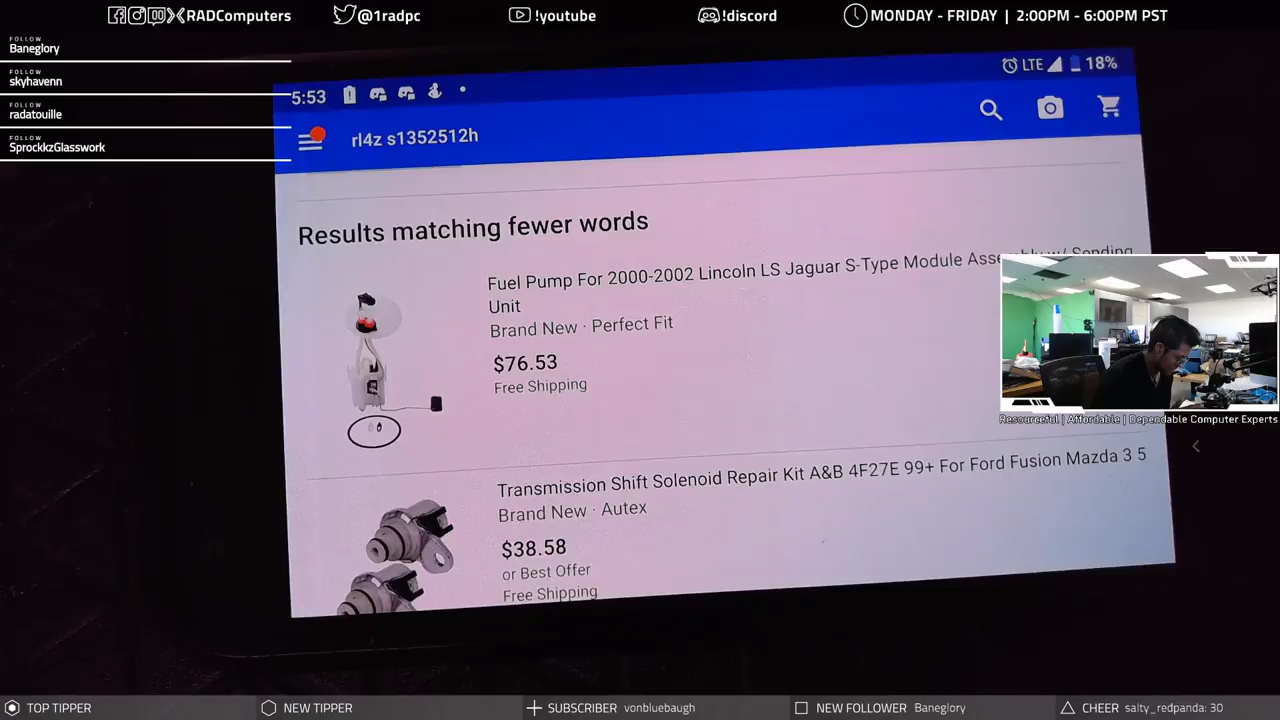 RADComputers
@1radpc
!youtube
!discord
MONDAY - FRIDAY | 2:00PM - 6:00PM PST
FOLLOW
Baneglory
FOLLOW
skyhavenn
FOLLOW
radatouille
FOLLOW
SprockkzGlasswork
5:53
LTE
18%
rl4z s1352512h
Results matching fewer words
Fuel Pump For 2000-2002 Lincoln LS Jaguar S-Type Module Assembly w/ Sending
Unit
Brand New · Perfect Fit
$76.53
Free Shipping
Transmission Shift Solenoid Repair Kit A&B 4F27E 99+ For Ford Fusion Mazda 3 5
Brand New · Autex
$38.58
or Best Offer
Free Shipping
Resourceful | Affordable | Dependable Computer Experts
TOP TIPPER
NEW TIPPER
SUBSCRIBER vonbluebaugh
NEW FOLLOWER Baneglory
CHEER salty_redpanda: 30